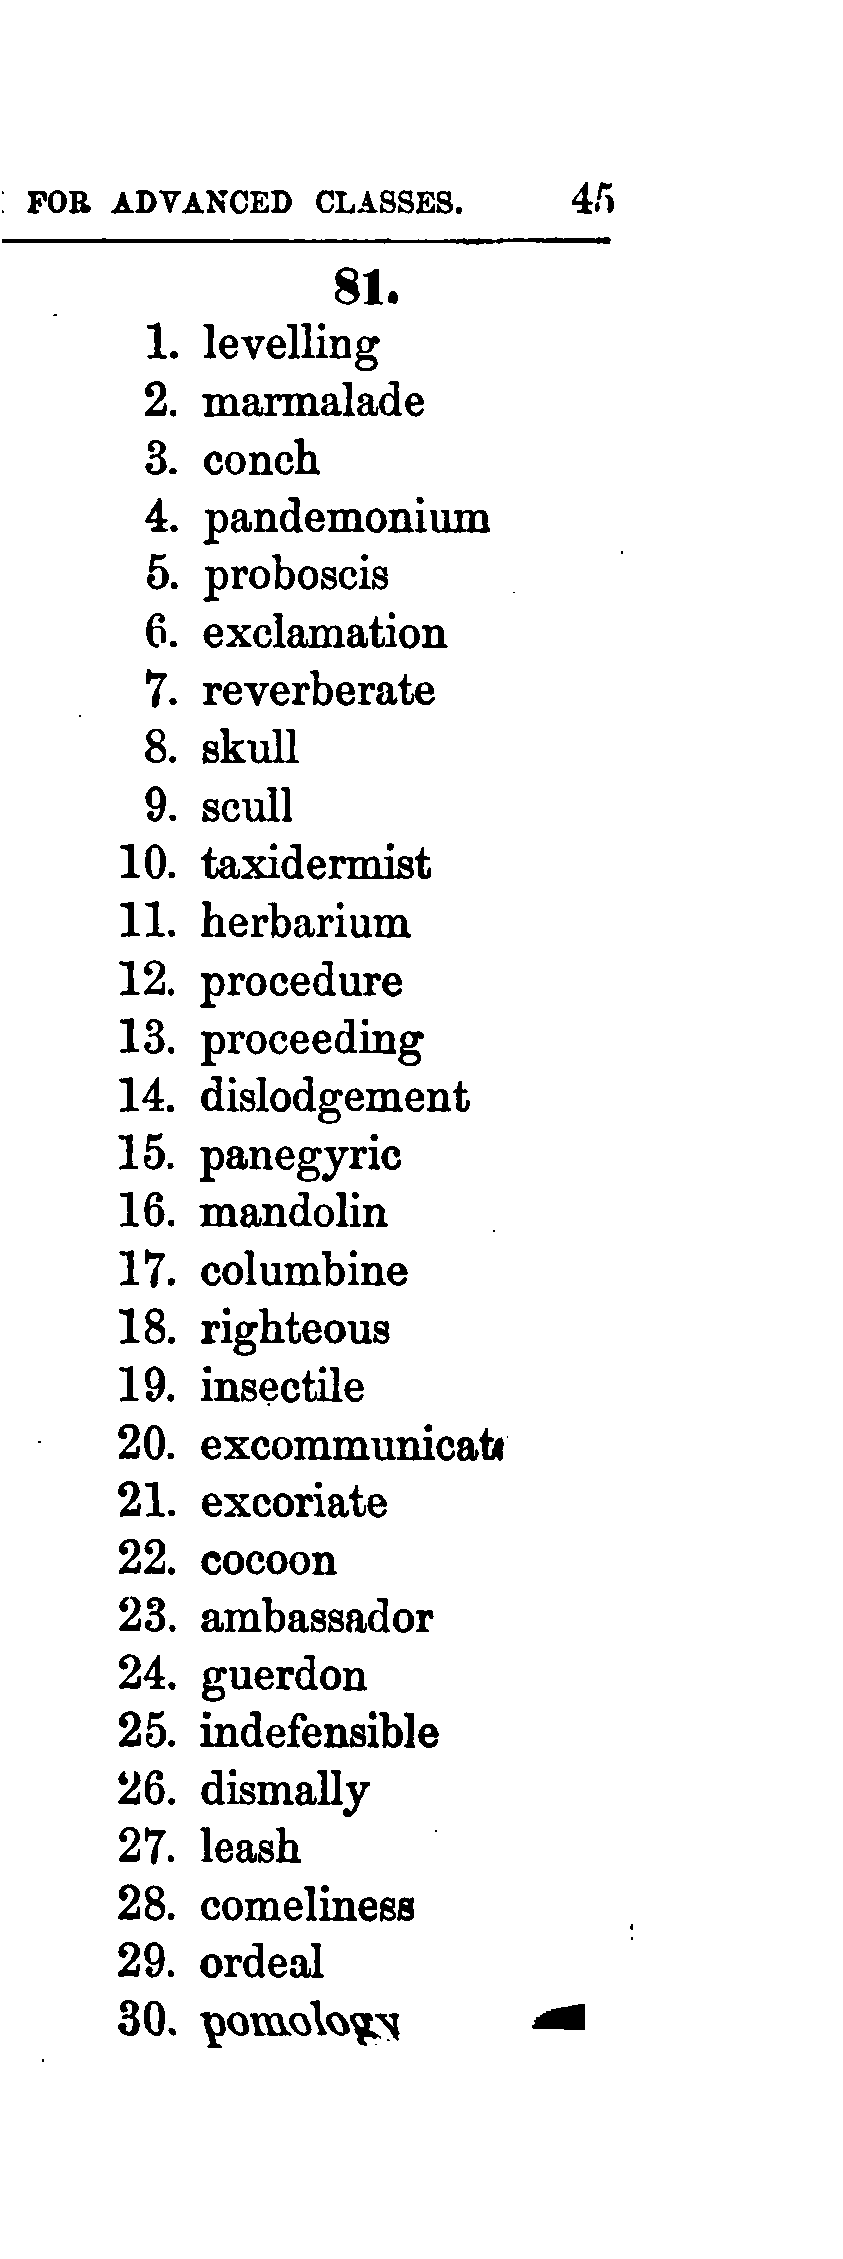 FOR ADVANCED CLASSES. 45
81.
1. levelling
2. marmalade
3. conch
4. pandemonium
5. proboscis
6. exclamation
7. reverberate
8. skull
9. scull
10. taxidermist
11. herbarium
12. procedure
13. proceeding
14. dislodgement
15. panegyric
16. mandolin
17. columbine
18. righteous
19. insectile
20. excommunicate
21. excoriate
22. cocoon
23. ambassador
24. guerdon
25. indefensible
26. dismally
27. leash
28. comeliness
29. ordeal
30. pomology